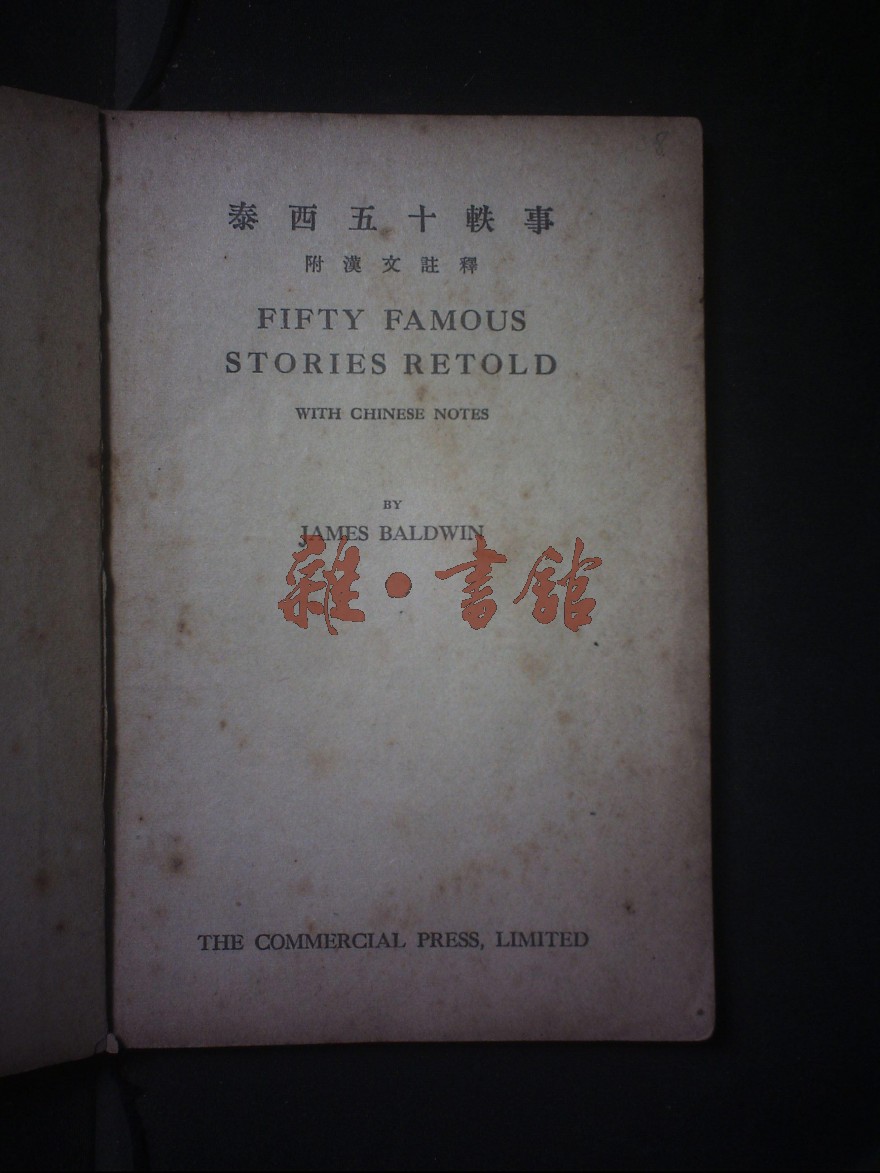 8
泰西五十軼事
附漢文註釋
FIFTY FAMOUS
STORIES RETOLD
WITH CHINESE NOTES
BY
JAMES BALDWIN
雜·書館
THE COMMERCIAL PRESS, LIMITED